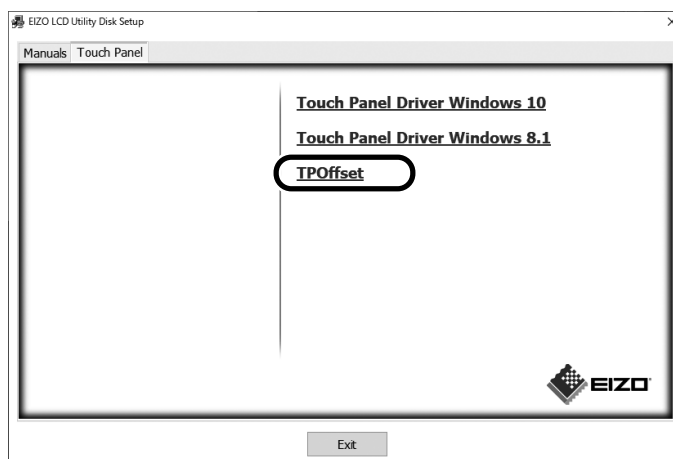 EIZO LCD Utility Disk Setup
Manuals Touch Panel
Touch Panel Driver Windows 10
Touch Panel Driver Windows 8.1
TPOffset
EIZO
Exit